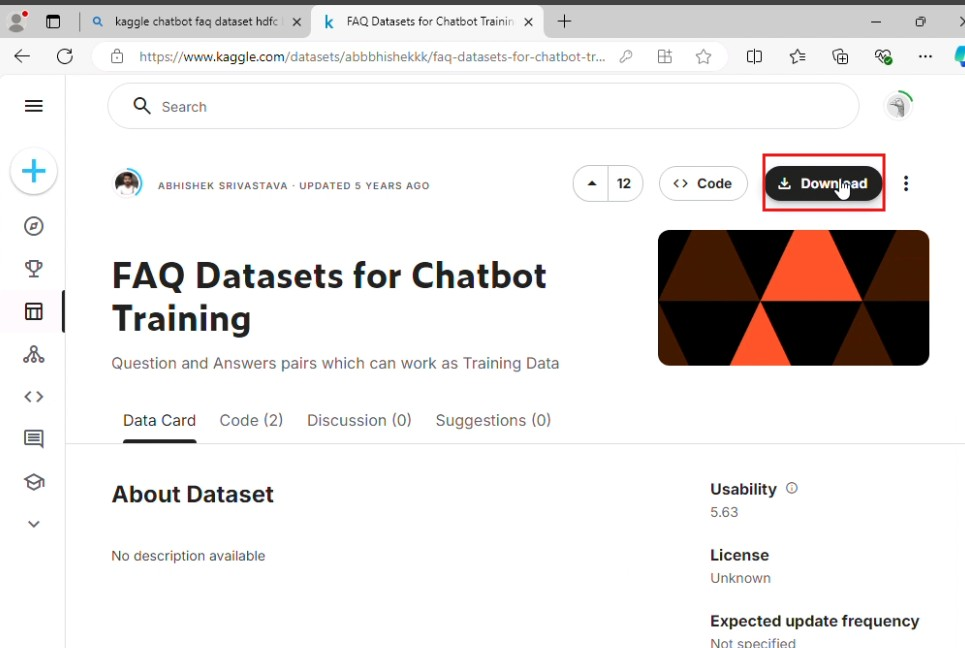 kaggle chatbot faq dataset hdfc
FAQ Datasets for Chatbot Trainin
https://www.kaggle.com/datasets/abbbhishekkk/faq-datasets-for-chatbot-tr...
Search
ABHISHEK SRIVASTAVA · UPDATED 5 YEARS AGO
12
Code
Download
FAQ Datasets for Chatbot
Training
Question and Answers pairs which can work as Training Data
Data Card Code (2) Discussion (0) Suggestions (0)
About Dataset
No description available
Usability
5.63
License
Unknown
Expected update frequency
Not specified